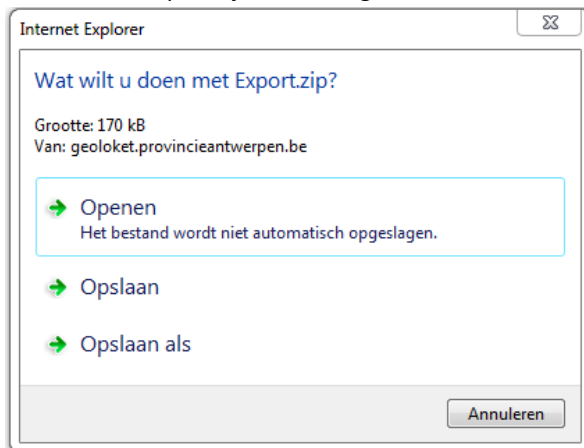 Internet Explorer
Wat wilt u doen met Export.zip?
Grootte: 170 kB
Van: geoloket.provincieantwerpen.be
Openen
Het bestand wordt niet automatisch opgeslagen.
Opslaan
Opslaan als
Annuleren